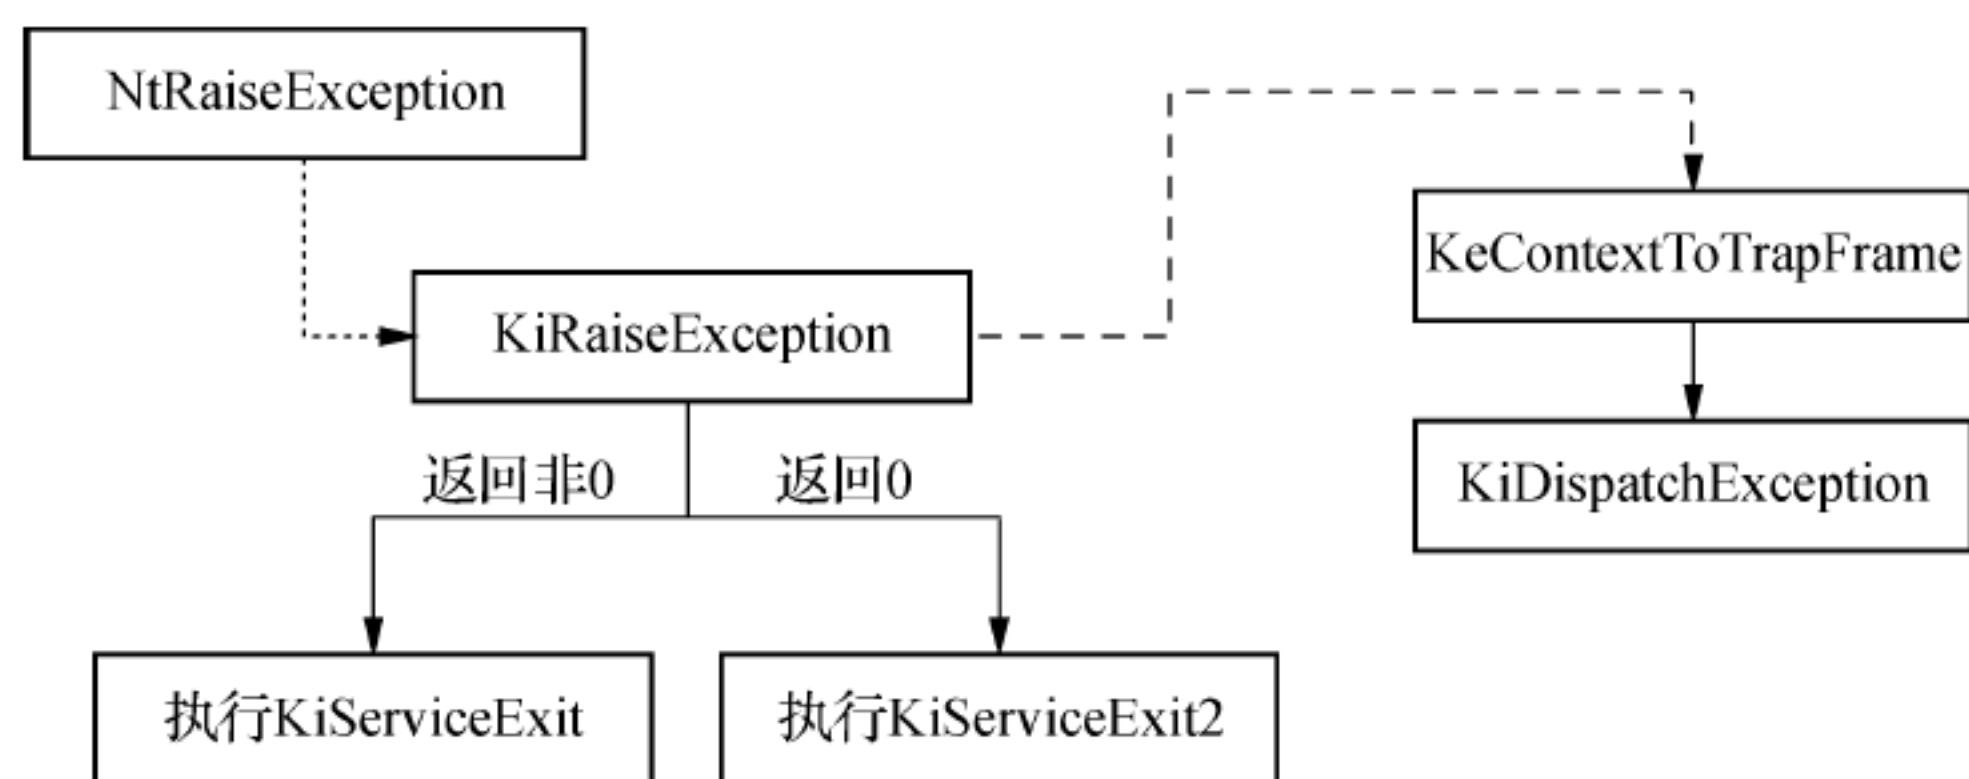 NtRaiseException
KeContextToTrapFrame
KiRaiseException
返回非0
返回0
KiDispatchException
执行KiServiceExit
执行KiServiceExit2